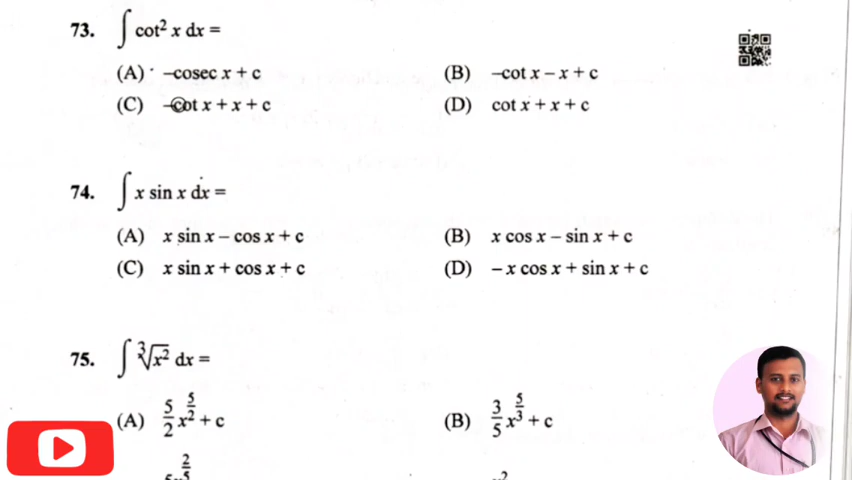 73. ∫ cot² x dx =
(A) –cosec x + c (B) –cot x – x + c
(C) –cot x + x + c (D) cot x + x + c
74. ∫ x sin x dx =
(A) x sin x – cos x + c (B) x cos x – sin x + c
(C) x sin x + cos x + c (D) – x cos x + sin x + c
75. ∫ ∛x² dx =
(A) 5/2 x^(5/2) + c (B) 3/5 x^(5/3) + c